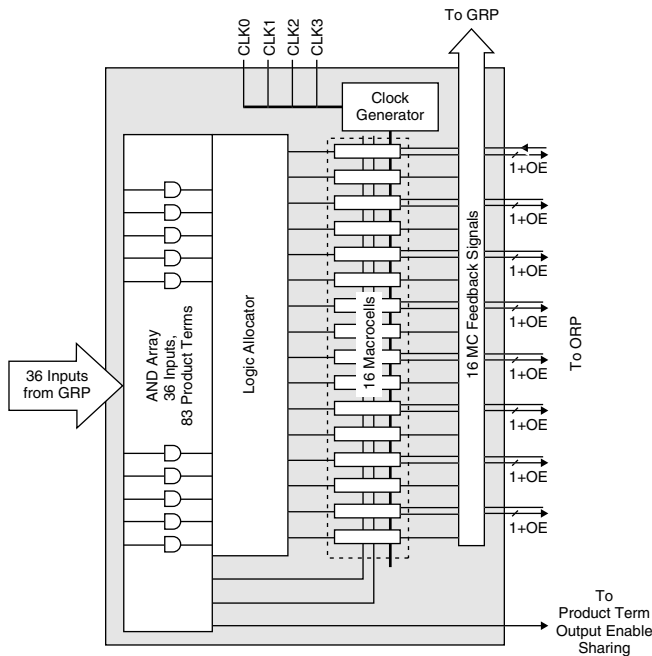 To GRP
CLK0
CLK1
CLK2
CLK3
Clock
Generator
36 Inputs
from GRP
AND Array
36 Inputs,
83 Product Terms
Logic Allocator
16 Macrocells
16 MC Feedback Signals
1+OE
1+OE
1+OE
1+OE
1+OE
1+OE
1+OE
1+OE
To ORP
To
Product Term
Output Enable
Sharing